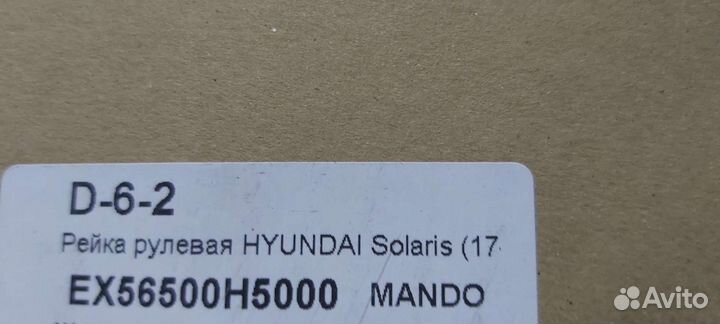 D-6-2
Рейка рулевая HYUNDAI Solaris (17-
EX56500H5000 MANDO
Avito